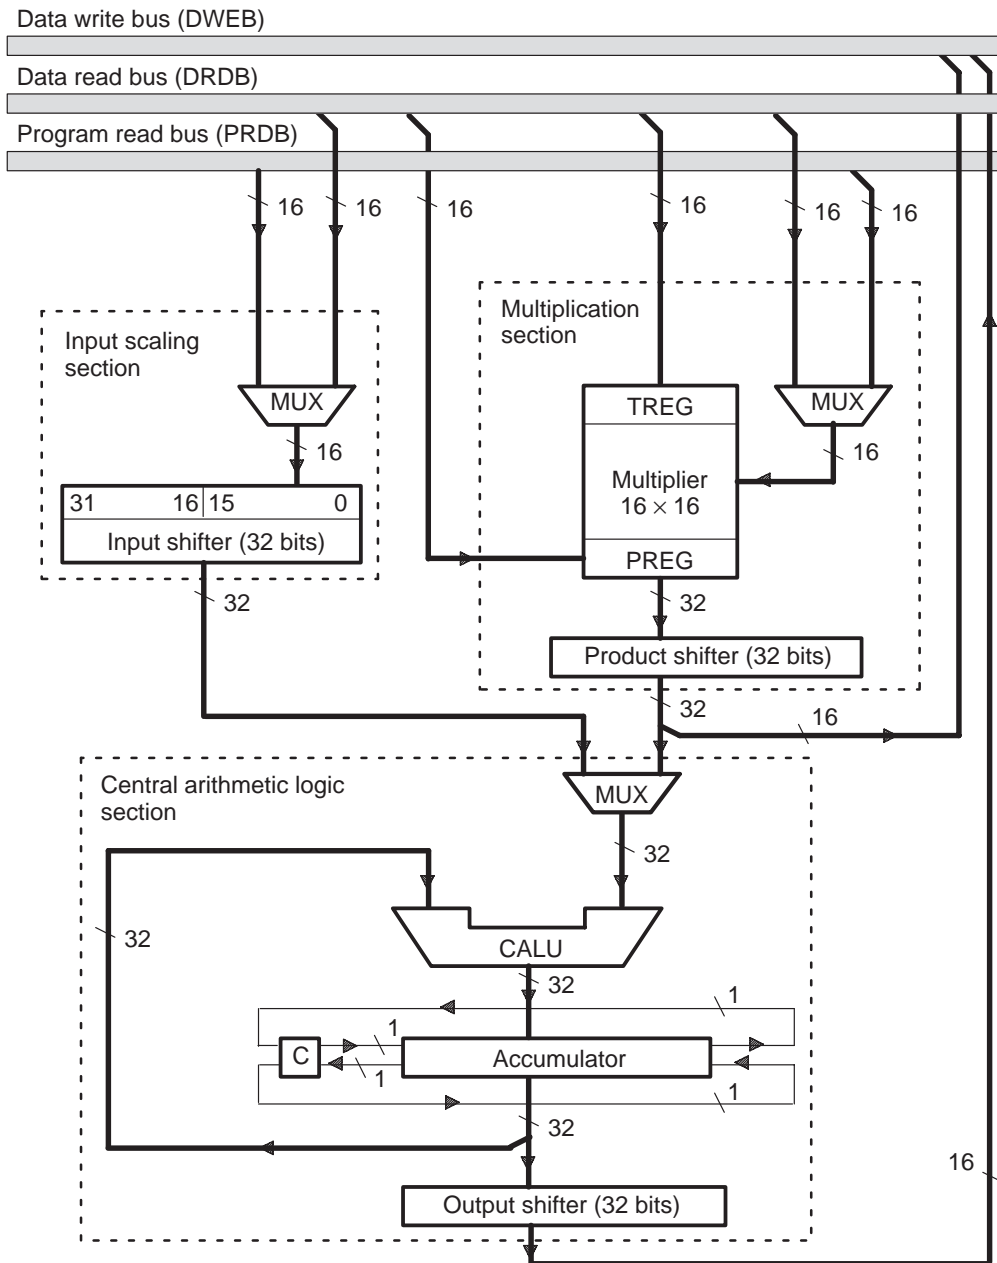 Data write bus (DWEB)
Data read bus (DRDB)
Program read bus (PRDB)
16
16
16
16
16
16
Input scaling
section
Multiplication
section
MUX
16
TREG
Multiplier
16 × 16
PREG
MUX
16
31 16 15 0
Input shifter (32 bits)
32
32
Product shifter (32 bits)
32
16
Central arithmetic logic
section
MUX
32
32
CALU
32
1
C
1
1
Accumulator
1
32
16
Output shifter (32 bits)